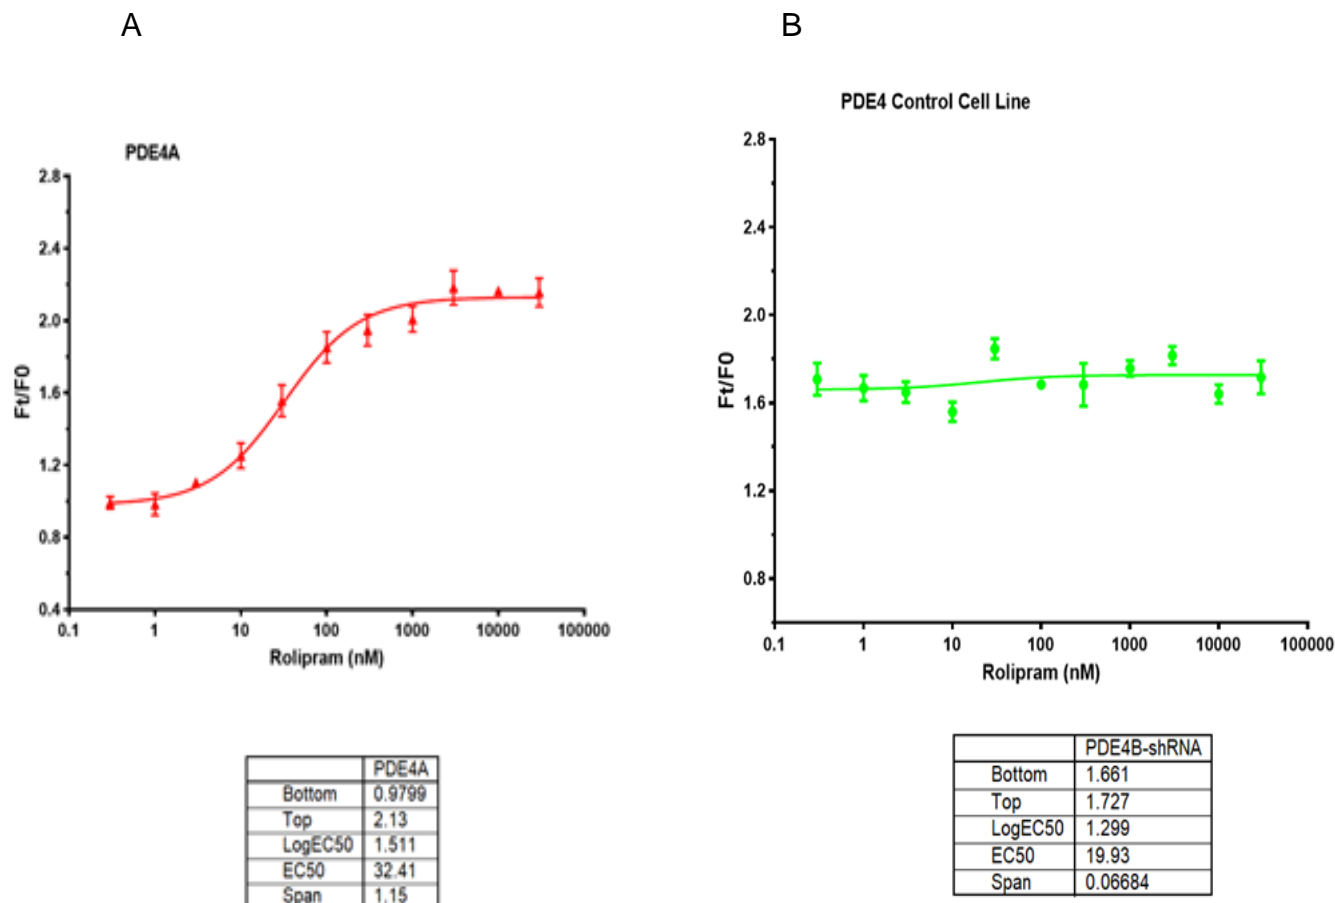 A
B
PDE4A
2.8
2.4
2.0
1.6
1.2
0.8
0.4
Ft/F0
0.1 1 10 100 1000 10000 100000
Rolipram (nM)
PDE4A
Bottom 0.9799
Top 2.13
LogEC50 1.511
EC50 32.41
Span 1.15
PDE4 Control Cell Line
2.8
2.4
2.0
1.6
1.2
0.8
Ft/F0
0.1 1 10 100 1000 10000 100000
Rolipram (nM)
PDE4B-shRNA
Bottom 1.661
Top 1.727
LogEC50 1.299
EC50 19.93
Span 0.06684